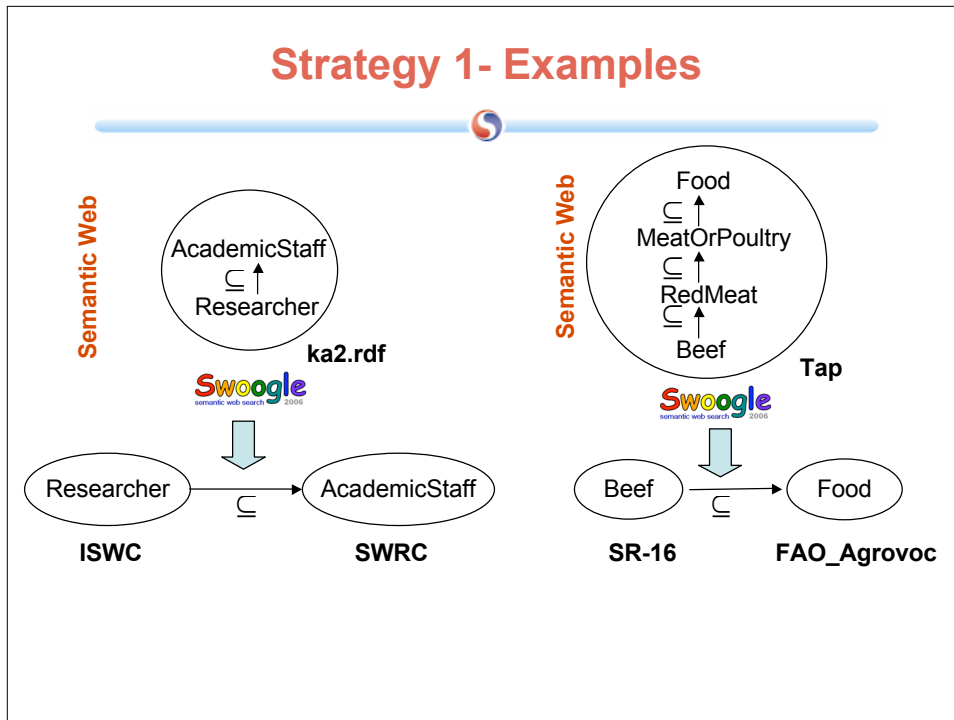 Strategy 1- Examples
Semantic Web
AcademicStaff
⊆
Researcher
ka2.rdf
Swoogle
semantic web search 2006
Researcher
⊆
AcademicStaff
ISWC
SWRC
Semantic Web
Food
⊆
MeatOrPoultry
⊆
RedMeat
⊆
Beef
Tap
Swoogle
semantic web search 2006
Beef
⊆
Food
SR-16
FAO_Agrovoc